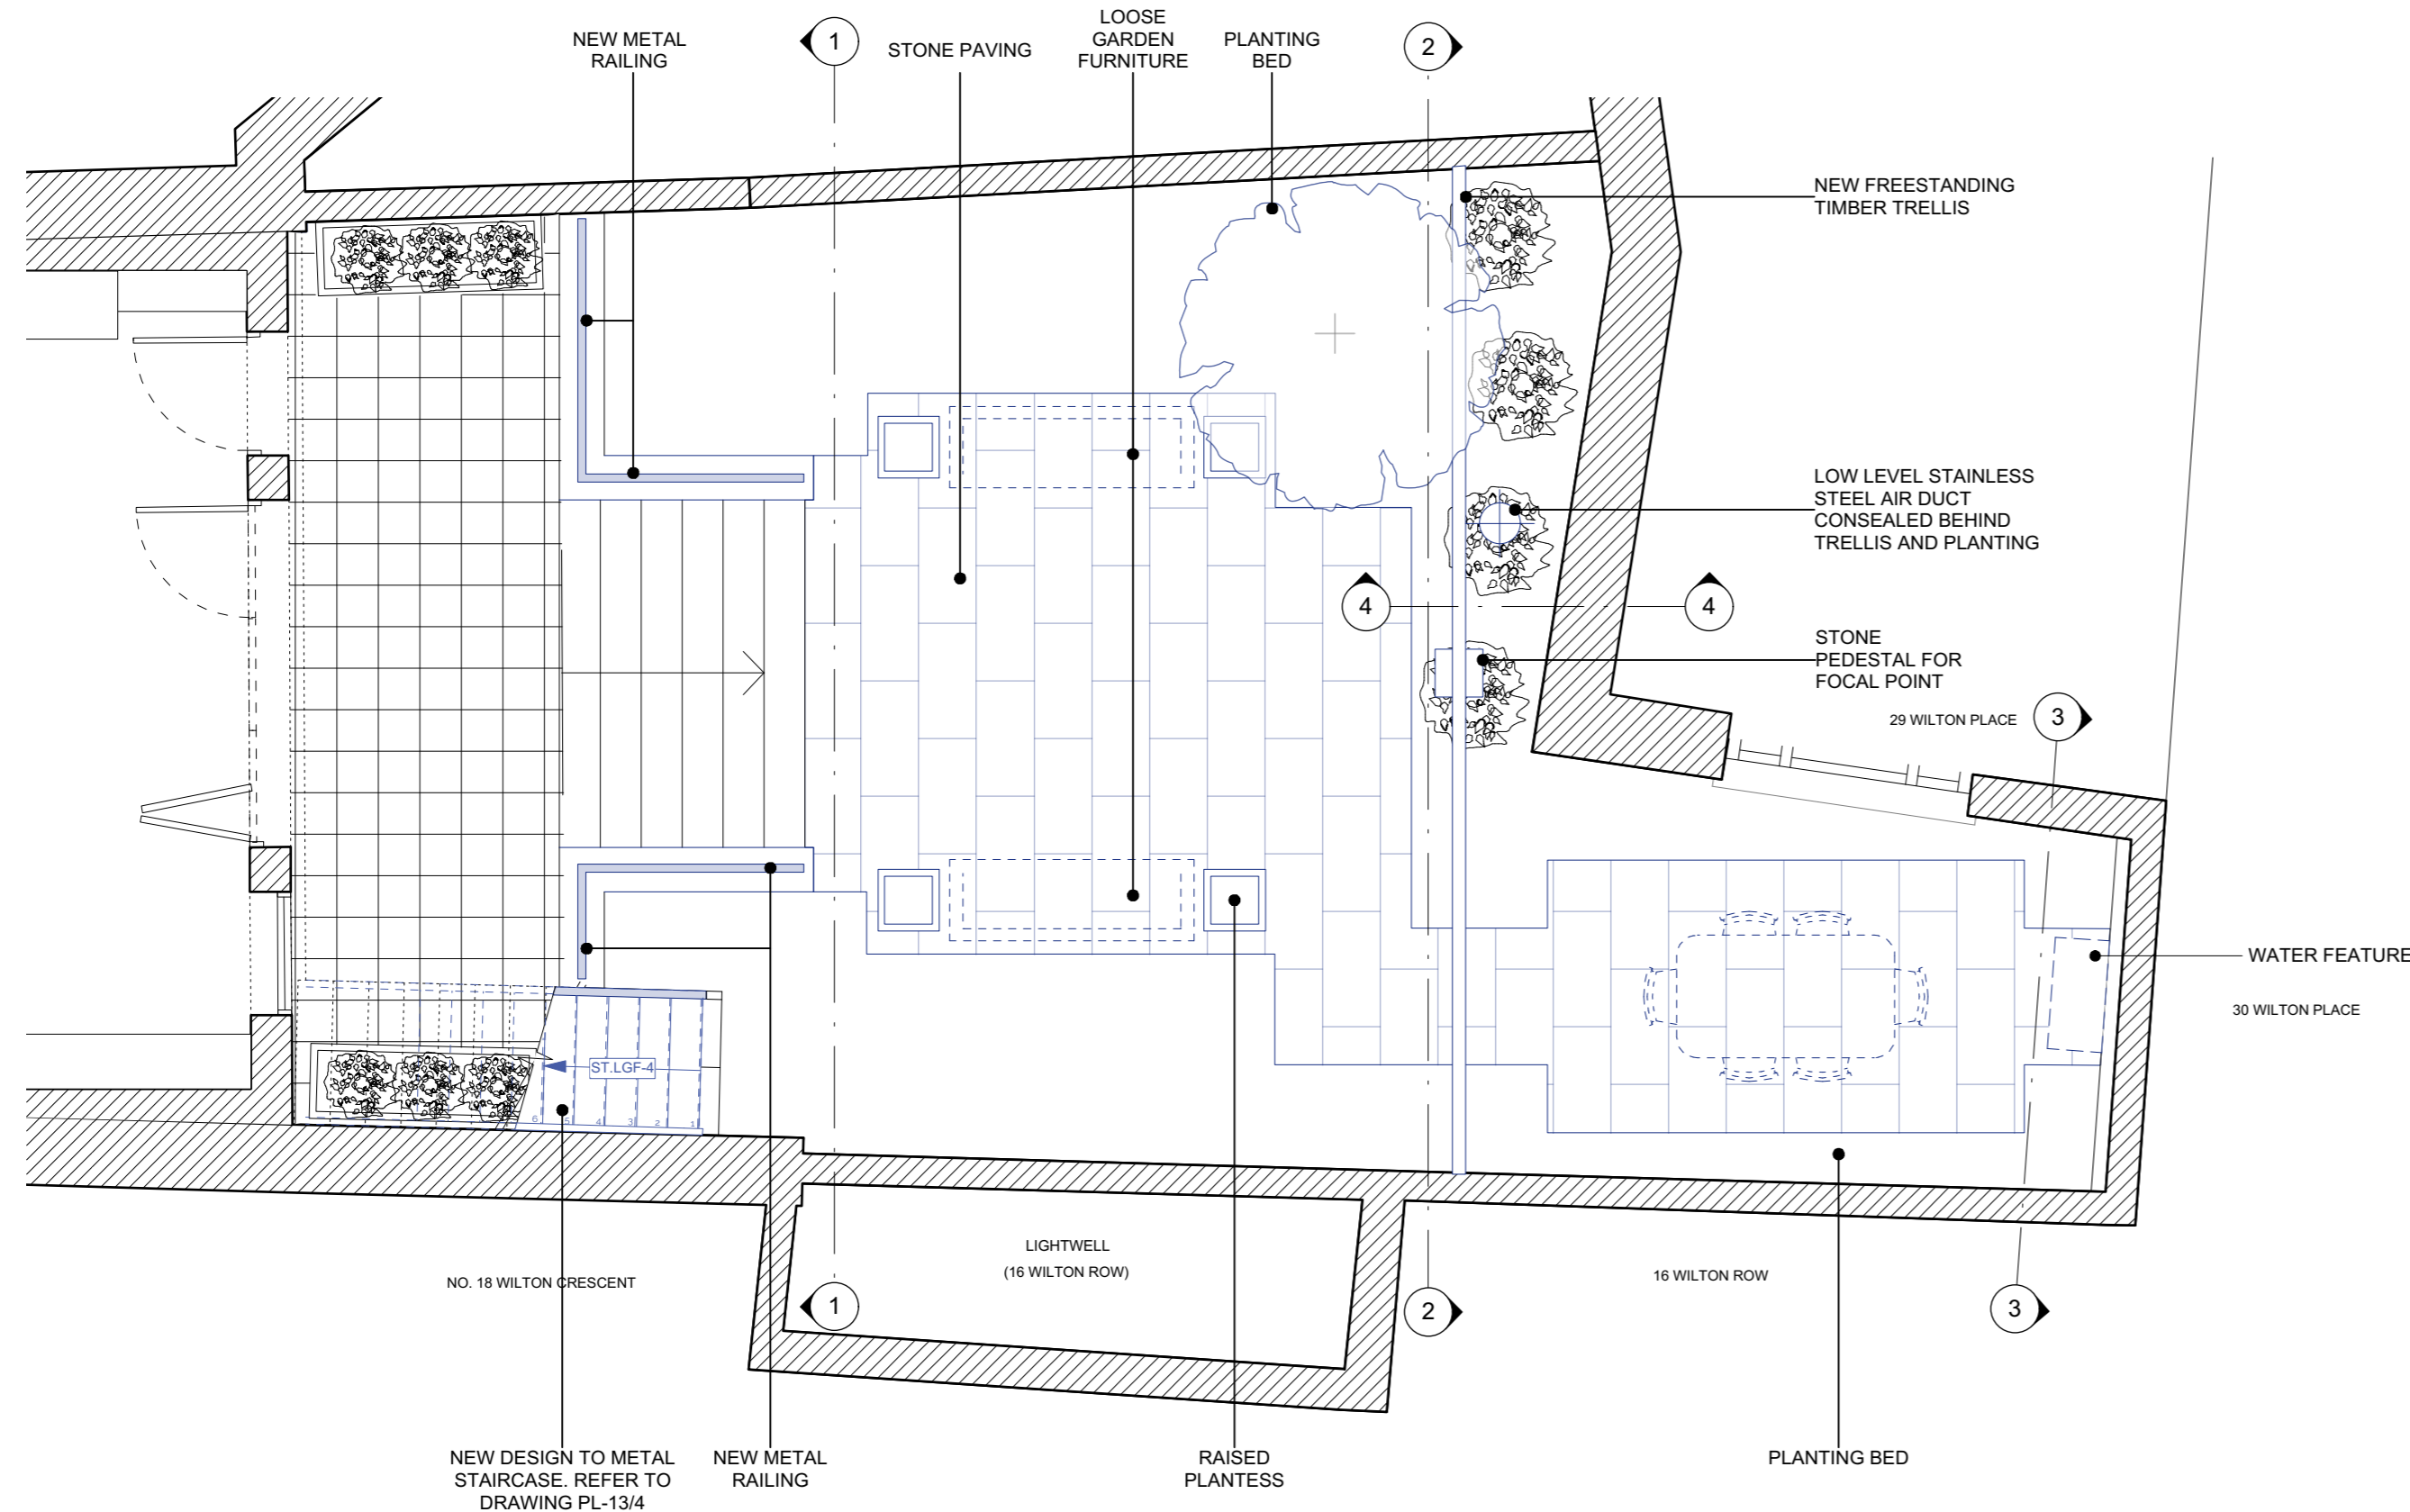 NEW METAL
RAILING
1
STONE PAVING
LOOSE
GARDEN
FURNITURE
PLANTING
BED
2
NEW FREESTANDING
TIMBER TRELLIS
LOW LEVEL STAINLESS
STEEL AIR DUCT
CONSEALED BEHIND
TRELLIS AND PLANTING
4
4
STONE
PEDESTAL FOR
FOCAL POINT
29 WILTON PLACE
3
WATER FEATURE
30 WILTON PLACE
ST.LGF-4
6 5 4 3 2 1
LIGHTWELL
(16 WILTON ROW)
NO. 18 WILTON CRESCENT
16 WILTON ROW
1
2
3
NEW DESIGN TO METAL
STAIRCASE. REFER TO
DRAWING PL-13/4
NEW METAL
RAILING
RAISED
PLANTESS
PLANTING BED